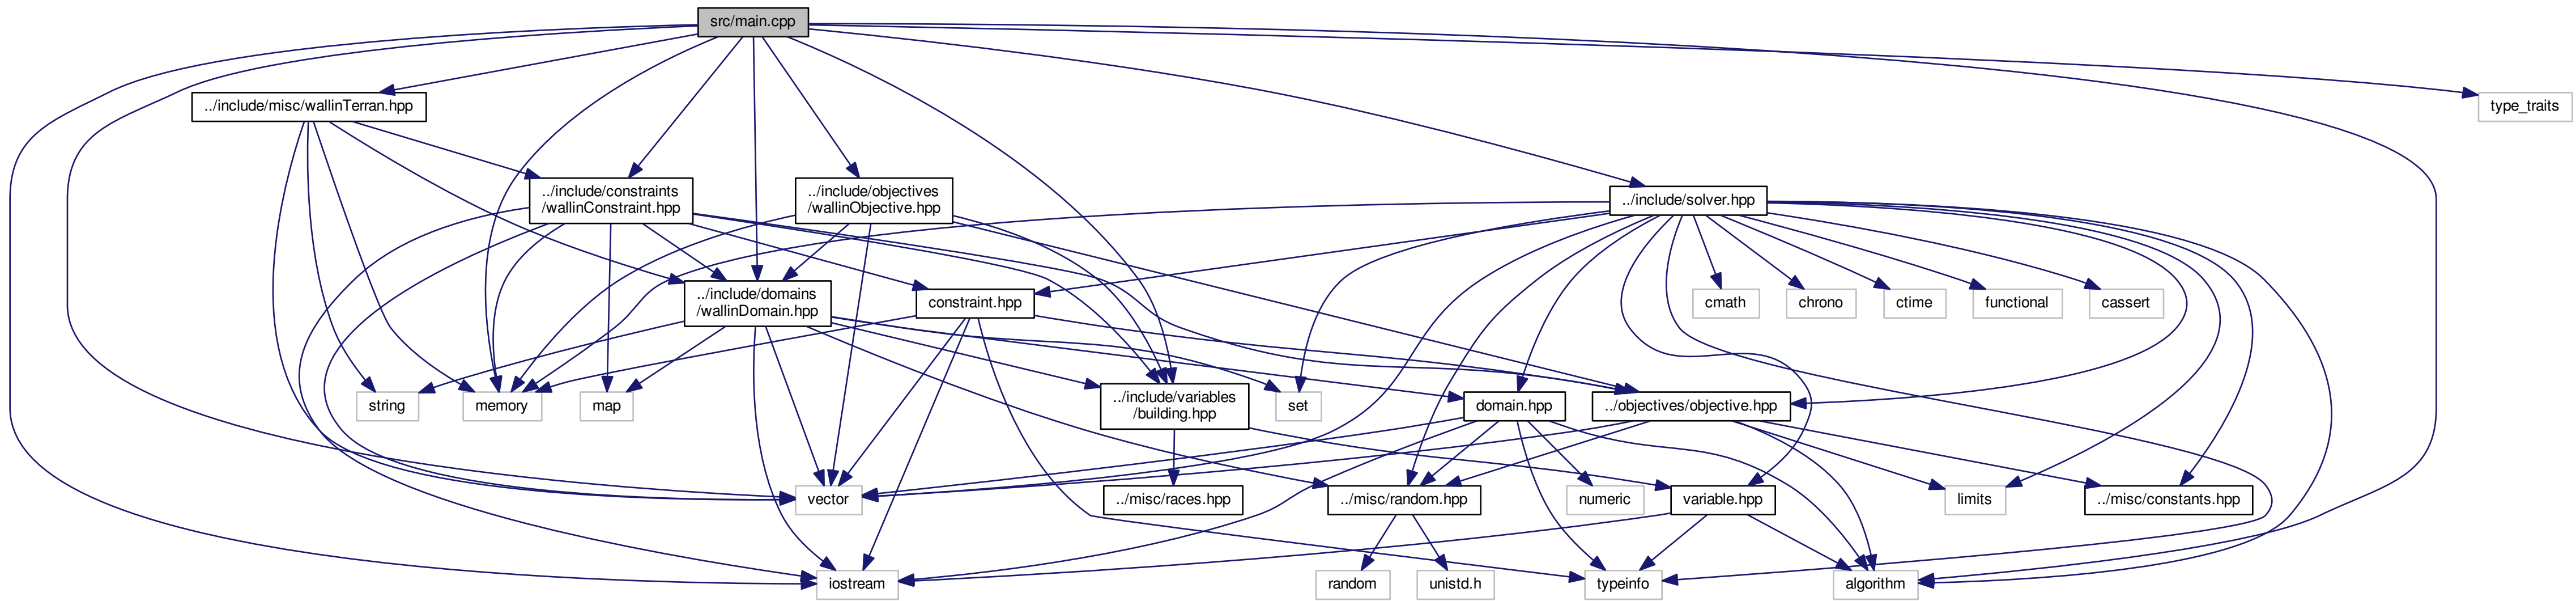 src/main.cpp
../include/misc/wallinTerran.hpp
type_traits
../include/constraints
/wallinConstraint.hpp
../include/objectives
/wallinObjective.hpp
../include/solver.hpp
../include/domains
/wallinDomain.hpp
constraint.hpp
cmath
chrono
ctime
functional
cassert
string
memory
map
../include/variables
/building.hpp
set
domain.hpp
../objectives/objective.hpp
vector
../misc/races.hpp
../misc/random.hpp
numeric
variable.hpp
limits
../misc/constants.hpp
iostream
random
unistd.h
typeinfo
algorithm